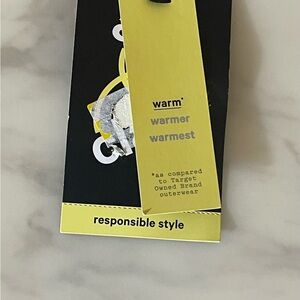 warm*
warmer
warmest
*as compared
to Target
Owned Brand
outerwear
responsible style